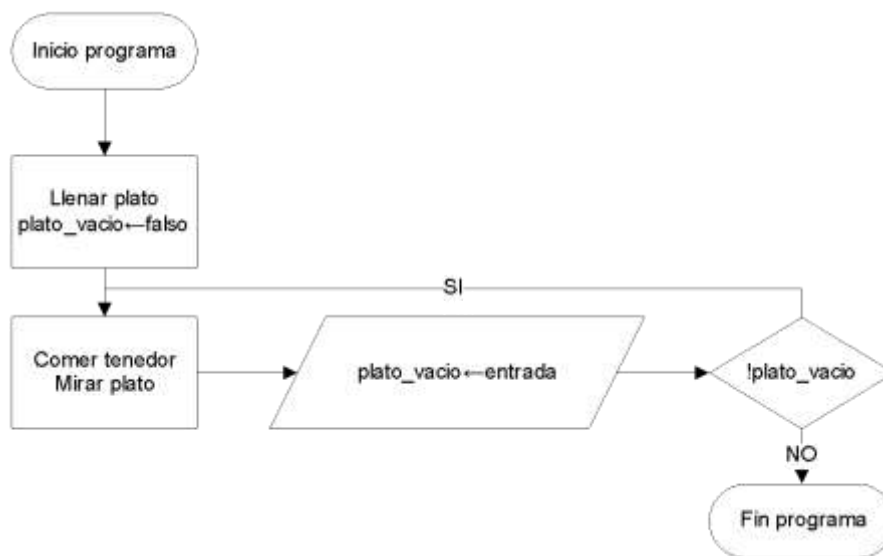 Inicio programa
Llenar plato
plato_vacio←falso
SI
Comer tenedor
Mirar plato
plato_vacio←entrada
!plato_vacio
NO
Fin programa